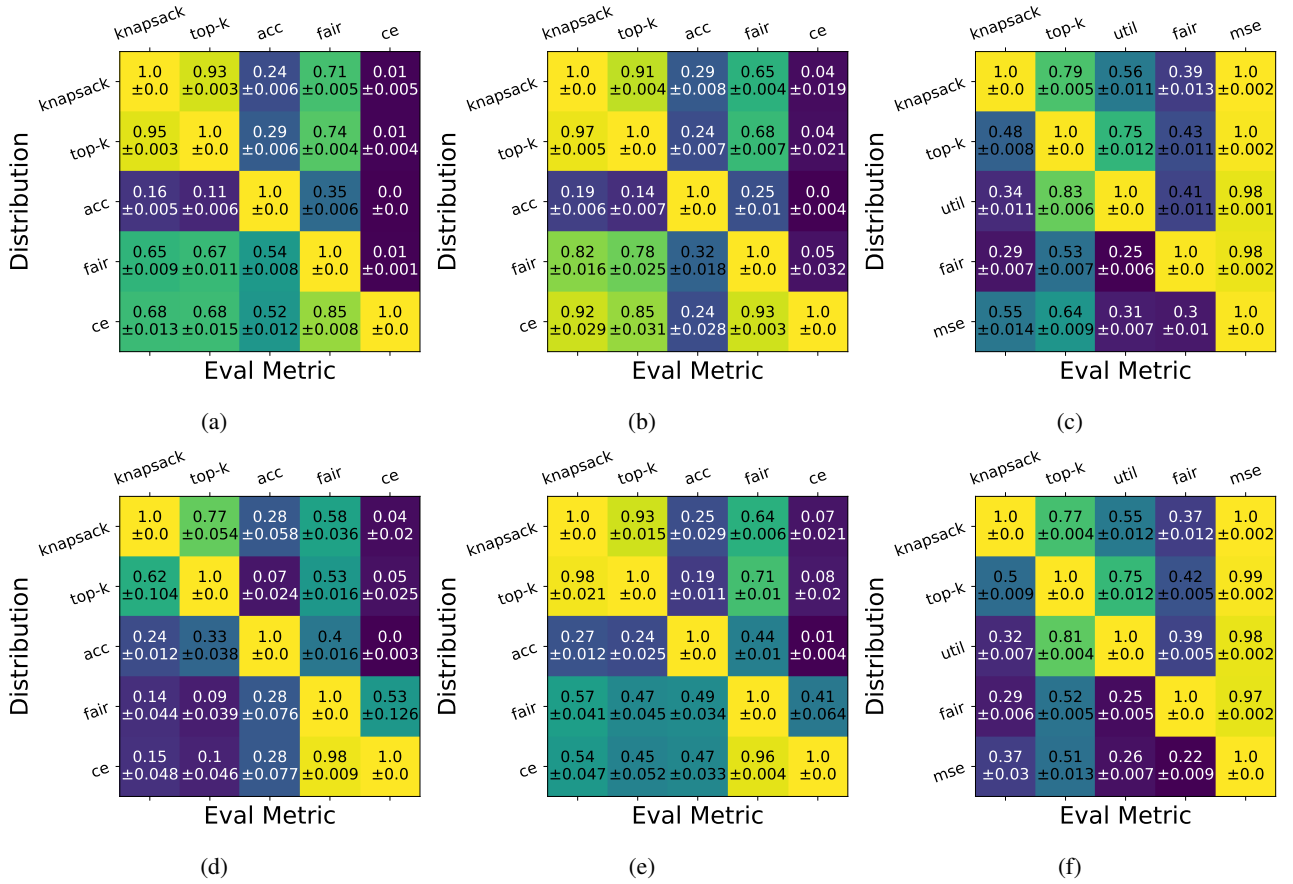 knapsack top-k acc fair ce
Distribution
knapsack 1.0 0.93 0.24 0.71 0.01
±0.0 ±0.003 ±0.006 ±0.005 ±0.005
top-k 0.95 1.0 0.29 0.74 0.01
±0.003 ±0.0 ±0.006 ±0.004 ±0.004
acc 0.16 0.11 1.0 0.35 0.0
±0.005 ±0.006 ±0.0 ±0.006 ±0.0
fair 0.65 0.67 0.54 1.0 0.01
±0.009 ±0.011 ±0.008 ±0.0 ±0.001
ce 0.68 0.68 0.52 0.85 1.0
±0.013 ±0.015 ±0.012 ±0.008 ±0.0
Eval Metric
(a)
knapsack top-k acc fair ce
Distribution
knapsack 1.0 0.91 0.29 0.65 0.04
±0.0 ±0.004 ±0.008 ±0.004 ±0.019
top-k 0.97 1.0 0.24 0.68 0.04
±0.005 ±0.0 ±0.007 ±0.007 ±0.021
acc 0.19 0.14 1.0 0.25 0.0
±0.006 ±0.007 ±0.0 ±0.01 ±0.004
fair 0.82 0.78 0.32 1.0 0.05
±0.016 ±0.025 ±0.018 ±0.0 ±0.032
ce 0.92 0.85 0.24 0.93 1.0
±0.029 ±0.031 ±0.028 ±0.003 ±0.0
Eval Metric
(b)
knapsack top-k util fair mse
Distribution
knapsack 1.0 0.79 0.56 0.39 1.0
±0.0 ±0.005 ±0.011 ±0.013 ±0.002
top-k 0.48 1.0 0.75 0.43 1.0
±0.008 ±0.0 ±0.012 ±0.011 ±0.002
util 0.34 0.83 1.0 0.41 0.98
±0.011 ±0.006 ±0.0 ±0.011 ±0.001
fair 0.29 0.53 0.25 1.0 0.98
±0.007 ±0.007 ±0.006 ±0.0 ±0.002
mse 0.55 0.64 0.31 0.3 1.0
±0.014 ±0.009 ±0.007 ±0.01 ±0.0
Eval Metric
(c)
knapsack top-k acc fair ce
Distribution
knapsack 1.0 0.77 0.28 0.58 0.04
±0.0 ±0.054 ±0.058 ±0.036 ±0.02
top-k 0.62 1.0 0.07 0.53 0.05
±0.104 ±0.0 ±0.024 ±0.016 ±0.025
acc 0.24 0.33 1.0 0.4 0.0
±0.012 ±0.038 ±0.0 ±0.016 ±0.003
fair 0.14 0.09 0.28 1.0 0.53
±0.044 ±0.039 ±0.076 ±0.0 ±0.126
ce 0.15 0.1 0.28 0.98 1.0
±0.048 ±0.046 ±0.077 ±0.009 ±0.0
Eval Metric
(d)
knapsack top-k acc fair ce
Distribution
knapsack 1.0 0.93 0.25 0.64 0.07
±0.0 ±0.015 ±0.029 ±0.006 ±0.021
top-k 0.98 1.0 0.19 0.71 0.08
±0.021 ±0.0 ±0.011 ±0.01 ±0.02
acc 0.27 0.24 1.0 0.44 0.01
±0.012 ±0.025 ±0.0 ±0.01 ±0.004
fair 0.57 0.47 0.49 1.0 0.41
±0.041 ±0.045 ±0.034 ±0.0 ±0.064
ce 0.54 0.45 0.47 0.96 1.0
±0.047 ±0.052 ±0.033 ±0.004 ±0.0
Eval Metric
(e)
knapsack top-k util fair mse
Distribution
knapsack 1.0 0.77 0.55 0.37 1.0
±0.0 ±0.004 ±0.012 ±0.012 ±0.002
top-k 0.5 1.0 0.75 0.42 0.99
±0.009 ±0.0 ±0.012 ±0.005 ±0.002
util 0.32 0.81 1.0 0.39 0.98
±0.007 ±0.004 ±0.0 ±0.005 ±0.002
fair 0.29 0.52 0.25 1.0 0.97
±0.006 ±0.005 ±0.005 ±0.0 ±0.002
mse 0.37 0.51 0.26 0.22 1.0
±0.03 ±0.013 ±0.007 ±0.009 ±0.0
Eval Metric
(f)